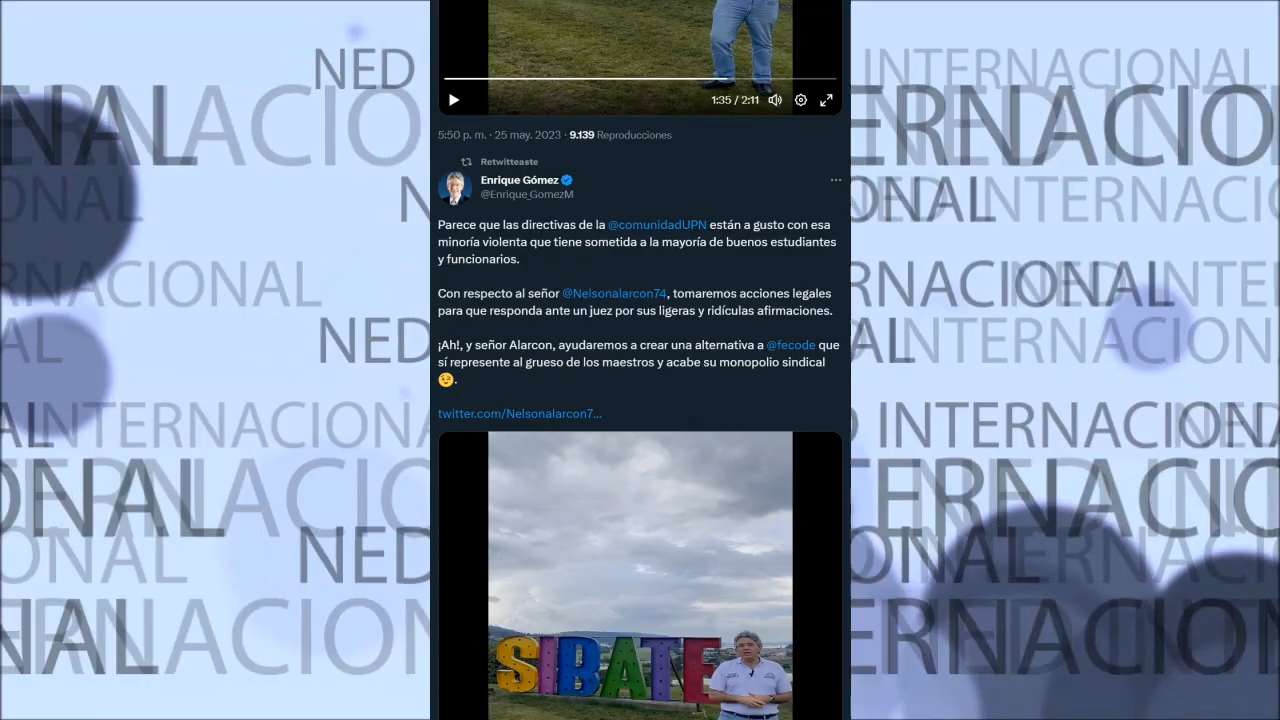 1:35 / 2:11
5:50 p. m. · 25 may. 2023 · 9.139 Reproducciones
Retwitteaste
Enrique Gómez
@Enrique_GomezM
Parece que las directivas de la @comunidadUPN están a gusto con esa
minoría violenta que tiene sometida a la mayoría de buenos estudiantes
y funcionarios.
Con respecto al señor @Nelsonalarcon74, tomaremos acciones legales
para que responda ante un juez por sus ligeras y ridículas afirmaciones.
¡Ah!, y señor Alarcon, ayudaremos a crear una alternativa a @fecode que
sí represente al grueso de los maestros y acabe su monopolio sindical
😉.
twitter.com/Nelsonalarcon7...
SIBATE
NED
INTERNACIONAL
NED INTERNACIONAL